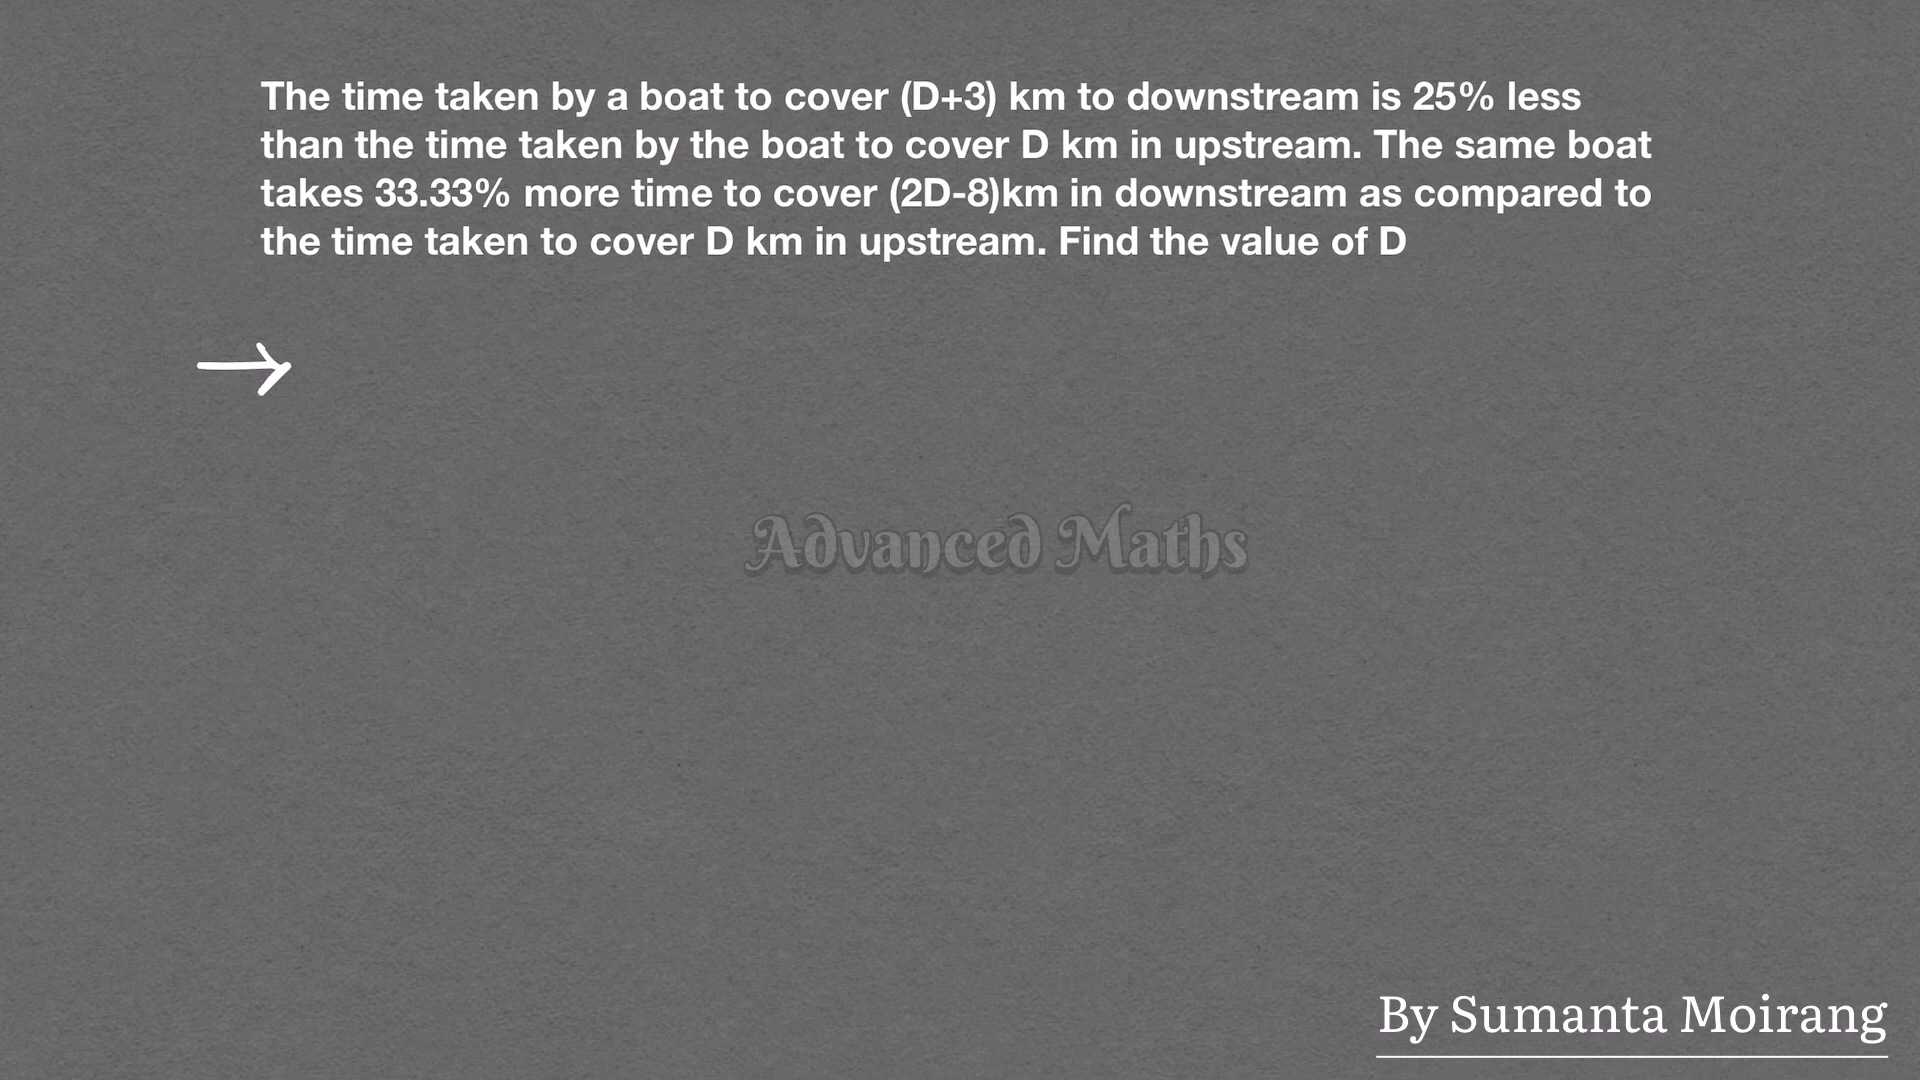 The time taken by a boat to cover (D+3) km to downstream is 25% less
than the time taken by the boat to cover D km in upstream. The same boat
takes 33.33% more time to cover (2D-8)km in downstream as compared to
the time taken to cover D km in upstream. Find the value of D
→
Advanced Maths
By Sumanta Moirang